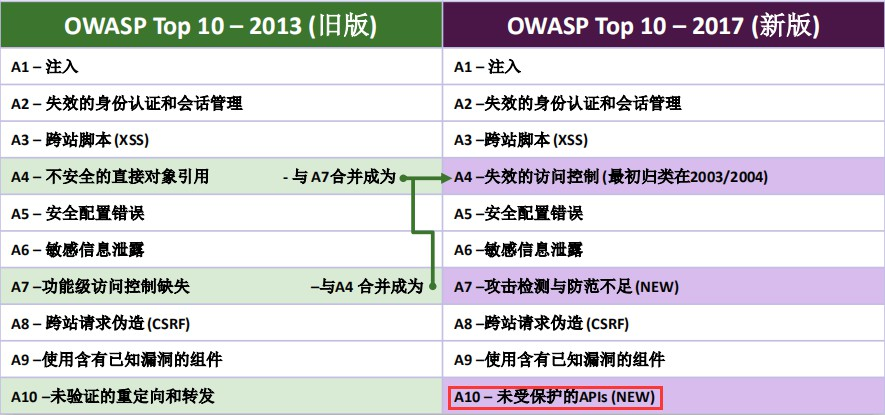 OWASP Top 10 – 2013 (旧版) OWASP Top 10 – 2017 (新版)
A1 – 注入 A1 – 注入
A2 – 失效的身份认证和会话管理 A2 –失效的身份认证和会话管理
A3 – 跨站脚本 (XSS) A3 –跨站脚本 (XSS)
A4 – 不安全的直接对象引用 - 与 A7合并成为 A4 –失效的访问控制 (最初归类在2003/2004)
A5 – 安全配置错误 A5 –安全配置错误
A6 – 敏感信息泄露 A6 –敏感信息泄露
A7 –功能级访问控制缺失 –与A4 合并成为 A7 –攻击检测与防范不足 (NEW)
A8 – 跨站请求伪造 (CSRF) A8 –跨站请求伪造 (CSRF)
A9 – 使用含有已知漏洞的组件 A9 –使用含有已知漏洞的组件
A10 –未验证的重定向和转发 A10 – 未受保护的APIs (NEW)